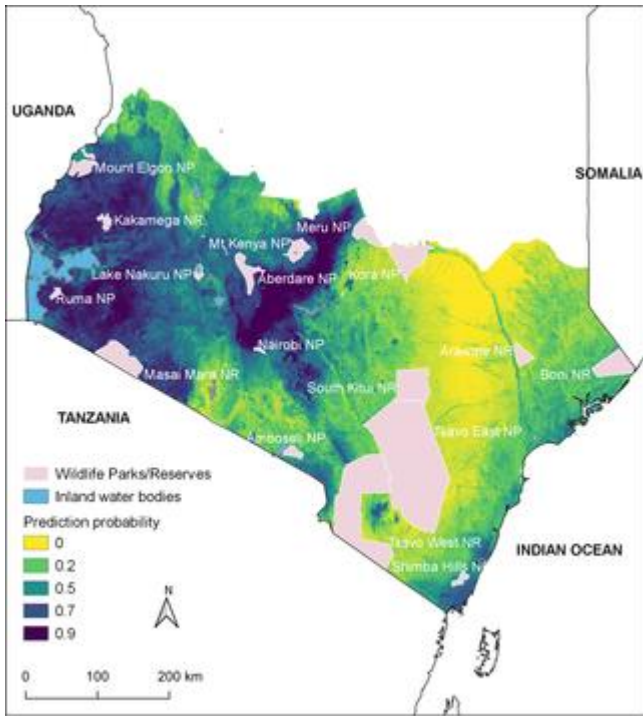 UGANDA
SOMALIA
Mount Elgon NP
Kakamega NR
Meru NP
Mt Kenya NP
Lake Nakuru NP
Aberdare NP
Kora NP
Ruma NP
Nairobi NP
Arawale NR
Boni NR
Masai Mara NR
South Kitui NR
TANZANIA
Tsavo East NP
Amboseli NP
Wildlife Parks/Reserves
Inland water bodies
Prediction probability
0
0.2
0.5
0.7
0.9
Tsavo West NR
INDIAN OCEAN
Shimba Hills NP
N
0 100 200 km